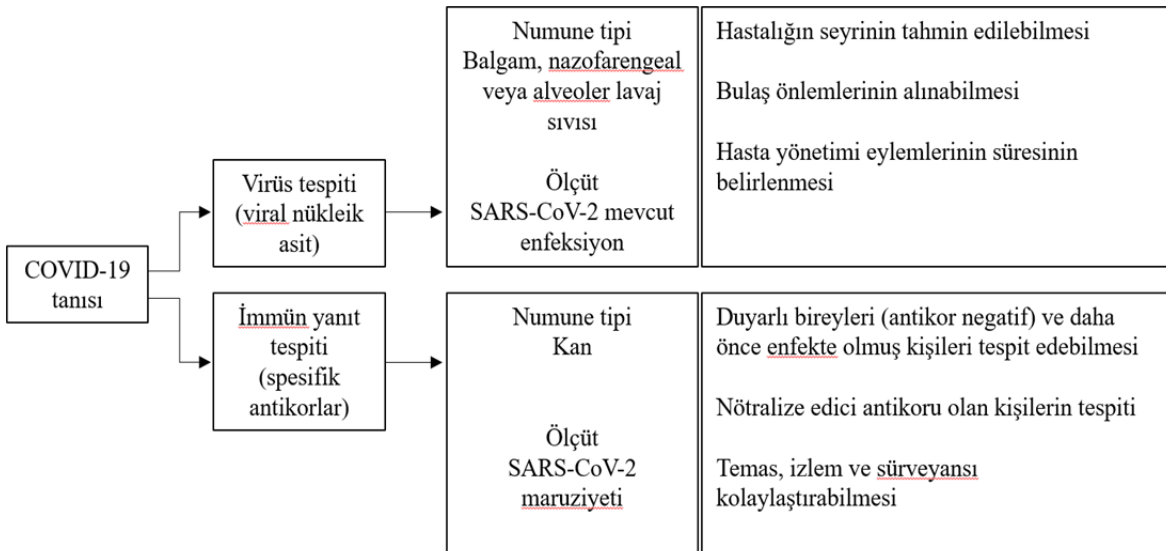 COVID-19
tanısı
Virüs tespiti
(viral nükleik
asit)
Numune tipi
Balgam, nazofarengeal
veya alveoler lavaj
sıvısı
Ölçüt
SARS-CoV-2 mevcut
enfeksiyon
Hastalığın seyrinin tahmin edilebilmesi
Bulaş önlemlerinin alınabilmesi
Hasta yönetimi eylemlerinin süresinin
belirlenmesi
İmmün yanıt
tespiti
(spesifik
antikorlar)
Numune tipi
Kan
Ölçüt
SARS-CoV-2
maruziyeti
Duyarlı bireyleri (antikor negatif) ve daha
önce enfekte olmuş kişileri tespit edebilmesi
Nötralize edici antikoru olan kişilerin tespiti
Temas, izlem ve sürveyansı
kolaylaştırabilmesi